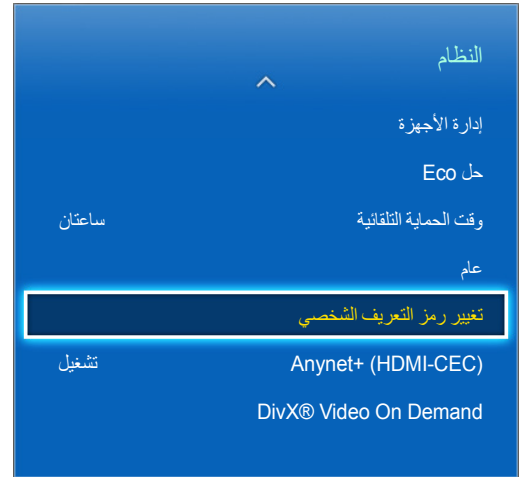 النظام
إدارة الأجهزة
حل Eco
وقت الحماية التلقائية ساعتان
عام
تغيير رمز التعريف الشخصي
Anynet+ (HDMI-CEC) تشغيل
DivX® Video On Demand